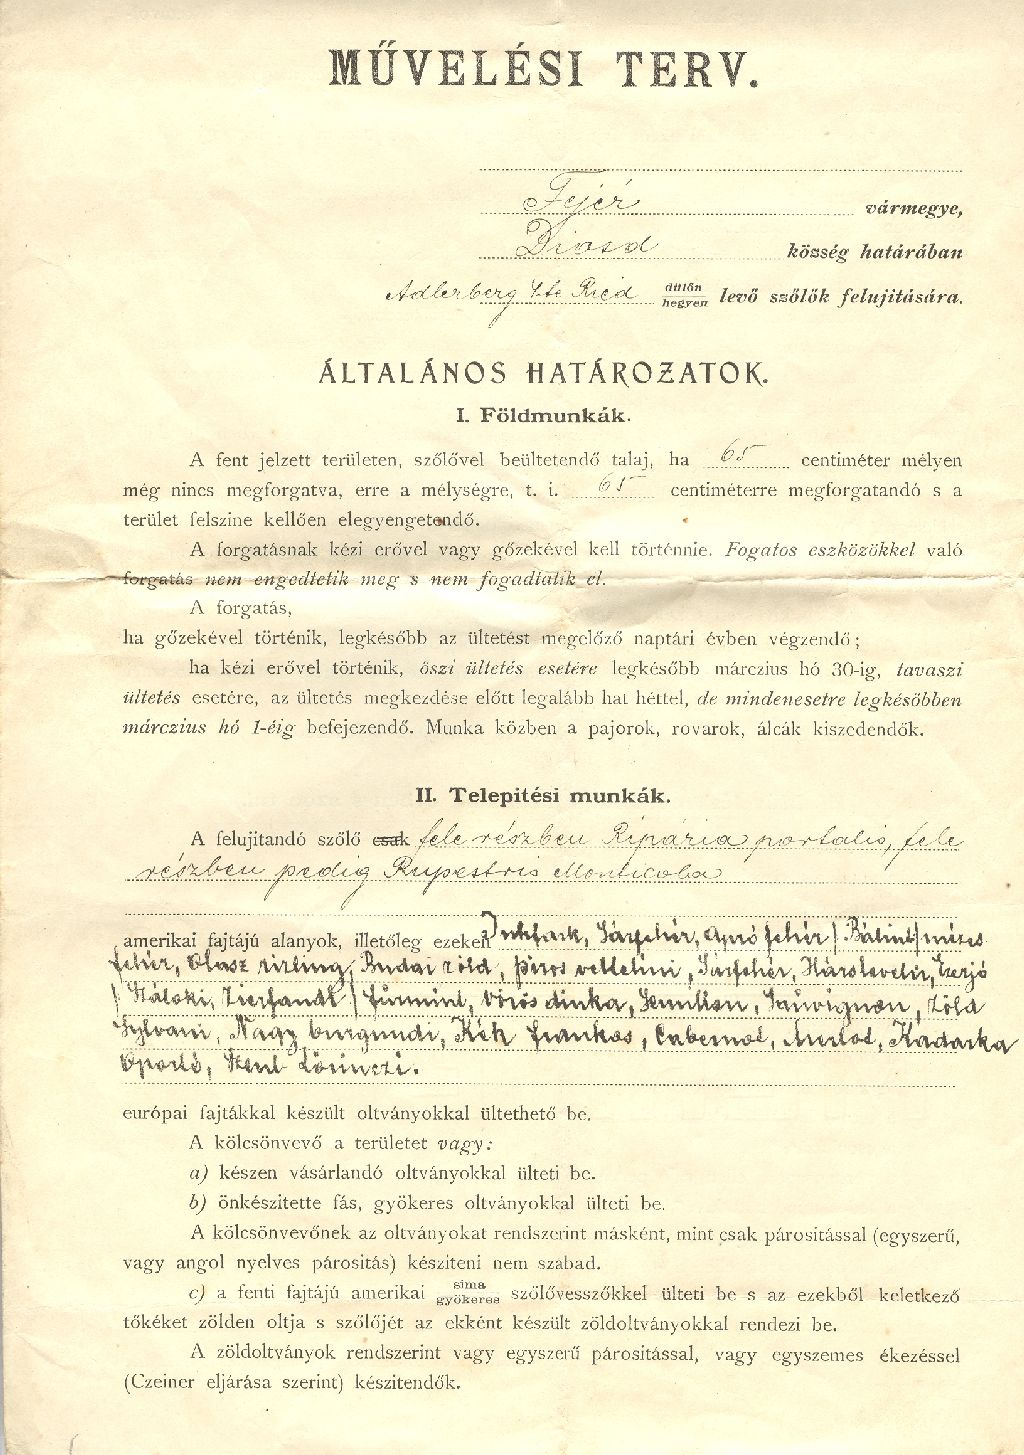 MŰVELÉSI TERV.
Fejér vármegye,
Diósd község határában
Adlerberg I-te Ried dűlőn hegyen levő szőlők felujitására.
ÁLTALÁNOS HATÁROZATOK.
I. Földmunkák.
A fent jelzett területen, szőlővel beültetendő talaj, ha 65 centiméter mélyen
még nincs megforgatva, erre a mélységre, t. i. 65 centiméterre megforgatandó s a
terület felszine kellően elegyengetendő.
A forgatásnak kézi erővel vagy gőzekével kell történnie. Fogatos eszközökkel való
forgatás nem engedtetik meg s nem fogadtatik el.
A forgatás,
ha gőzekével történik, legkésőbb az ültetést megelőző naptári évben végzendő;
ha kézi erővel történik, őszi ültetés esetére legkésőbb márczius hó 30-ig, tavaszi
ültetés esetére, az ültetés megkezdése előtt legalább hat héttel, de mindenesetre legkésőbben
márczius hó 1-éig befejezendő. Munka közben a pajorok, rovarok, álcák kiszedendők.
II. Telepitési munkák.
A felujitandó szőlő csak fele részben Riparia portalis, fele
részben pedig Rupestris Monticola
amerikai fajtájú alanyok, illetőleg ezeken Sárfehér, Apró fehér / Bálint / mézes
fehér, Olasz rizling, Budai zöld, piros veltelini, Sárfehér, Hárslevelü, Ezerjó
/ Szátoki, Zierfandl / furmint, vörös dinka, Semillon, Sauvignon, Zöld
Sylvani, Nagy burgundi, Kék frankos, Cabernot, Merlot, Kadarka
Oportó, Szent Lörinczi.
európai fajtákkal készült oltványokkal ültethető be.
A kölcsönvevő a területet vagy:
a) készen vásárlandó oltványokkal ülteti be.
b) önkészitette fás, gyökeres oltványokkal ülteti be.
A kölcsönvevőnek az oltványokat rendszerint másként, mint csak párositással (egyszerű,
vagy angol nyelves párositás) késziteni nem szabad.
c) a fenti fajtájú amerikai sima gyökeres szőlővesszőkkel ülteti be s az ezekből keletkező
tőkéket zölden oltja s szőlőjét az ekként készült zöldoltványokkal rendezi be.
A zöldoltványok rendszerint vagy egyszerű párositással, vagy egyszemes ékezéssel
(Czeiner eljárása szerint) készitendők.